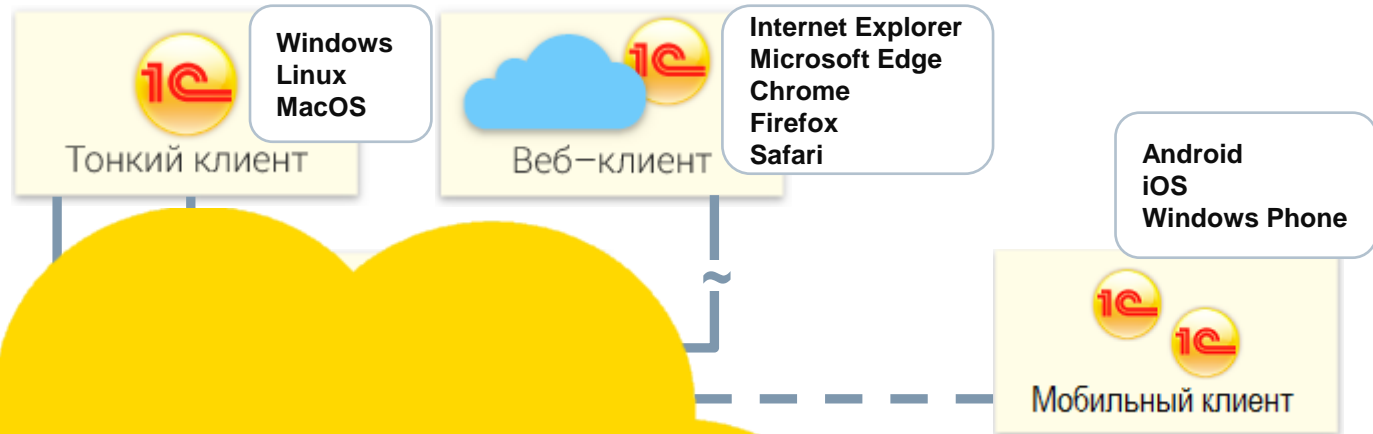 1С
Windows
Linux
MacOS
Тонкий клиент
1С
Internet Explorer
Microsoft Edge
Chrome
Firefox
Safari
Веб-клиент
~
Android
iOS
Windows Phone
1С
1С
Мобильный клиент